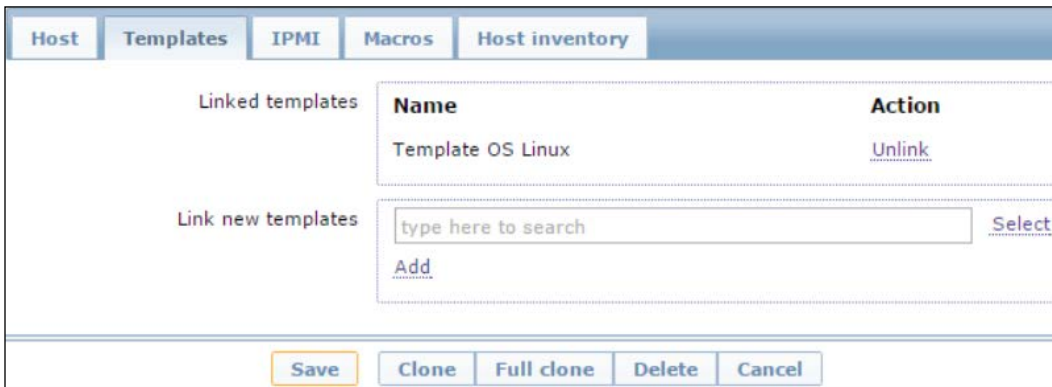 Host Templates IPMI Macros Host inventory
Linked templates Name Action
Template OS Linux Unlink
Link new templates type here to search Select
Add
Save Clone Full clone Delete Cancel